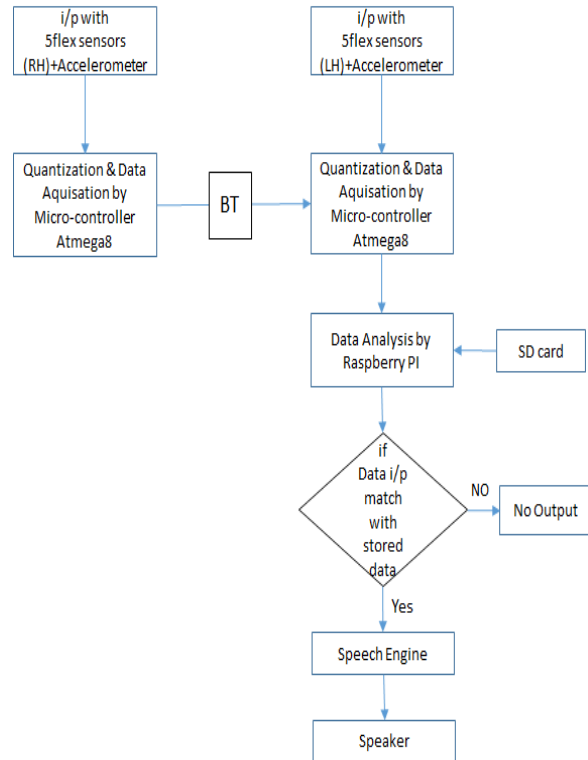 i/p with
5flex sensors
(RH)+Accelerometer
i/p with
5flex sensors
(LH)+Accelerometer
Quantization & Data
Aquisation by
Micro-controller
Atmega8
BT
Quantization & Data
Aquisation by
Micro-controller
Atmega8
Data Analysis by
Raspberry PI
SD card
if
Data i/p
match
with
stored
data
NO
No Output
Yes
Speech Engine
Speaker